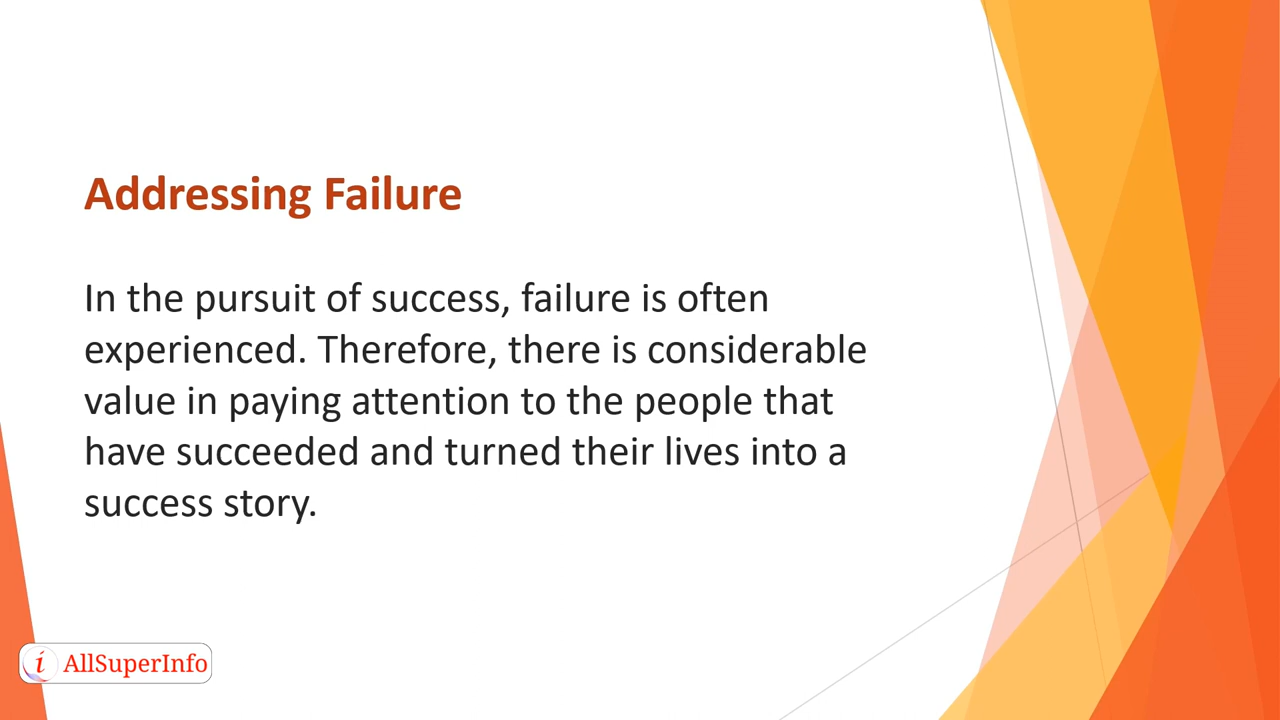 Addressing Failure
In the pursuit of success, failure is often
experienced. Therefore, there is considerable
value in paying attention to the people that
have succeeded and turned their lives into a
success story.
i AllSuperInfo